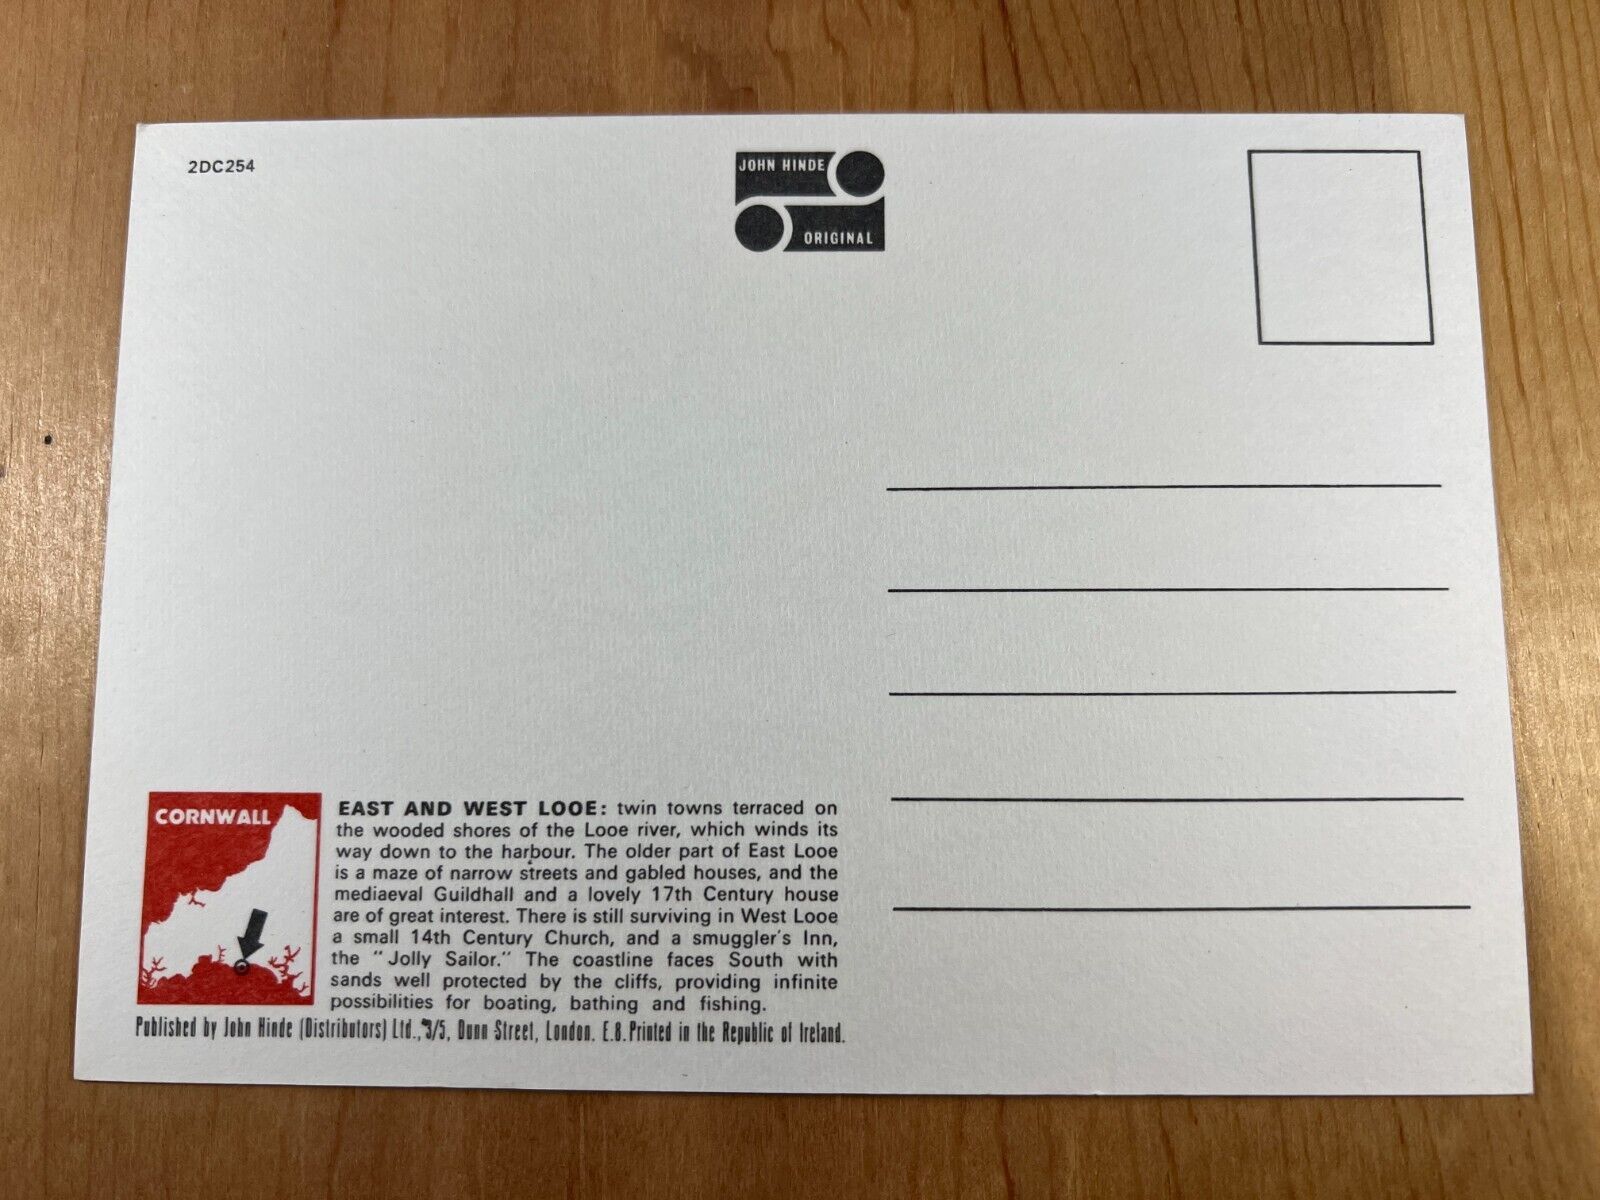 2DC254
JOHN HINDE
ORIGINAL
CORNWALL
EAST AND WEST LOOE: twin towns terraced on
the wooded shores of the Looe river, which winds its
way down to the harbour. The older part of East Looe
is a maze of narrow streets and gabled houses, and the
mediaeval Guildhall and a lovely 17th Century house
are of great interest. There is still surviving in West Looe
a small 14th Century Church, and a smuggler's Inn,
the "Jolly Sailor." The coastline faces South with
sands well protected by the cliffs, providing infinite
possibilities for boating, bathing and fishing.
Published by John Hinde (Distributors) Ltd., 3/5, Dunn Street, London. E.8. Printed in the Republic of Ireland.